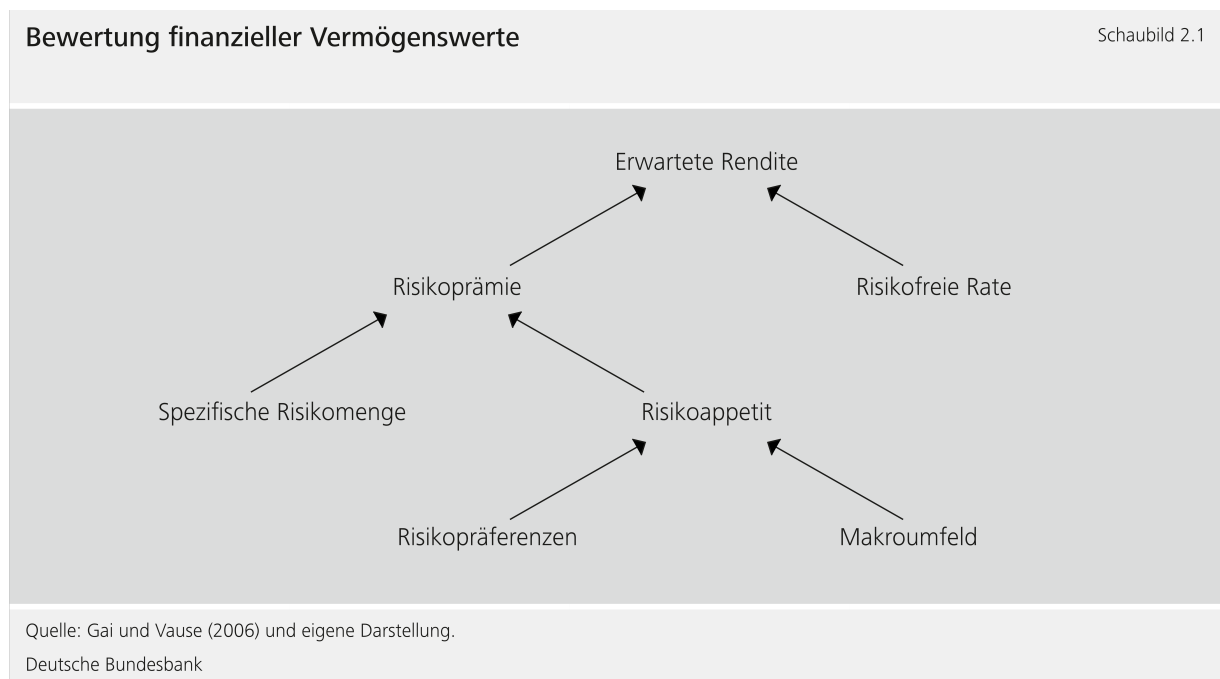 Bewertung finanzieller Vermögenswerte
Schaubild 2.1
Erwartete Rendite
Risikoprämie
Risikofreie Rate
Spezifische Risikomenge
Risikoappetit
Risikopräferenzen
Makroumfeld
Quelle: Gai und Vause (2006) und eigene Darstellung.
Deutsche Bundesbank